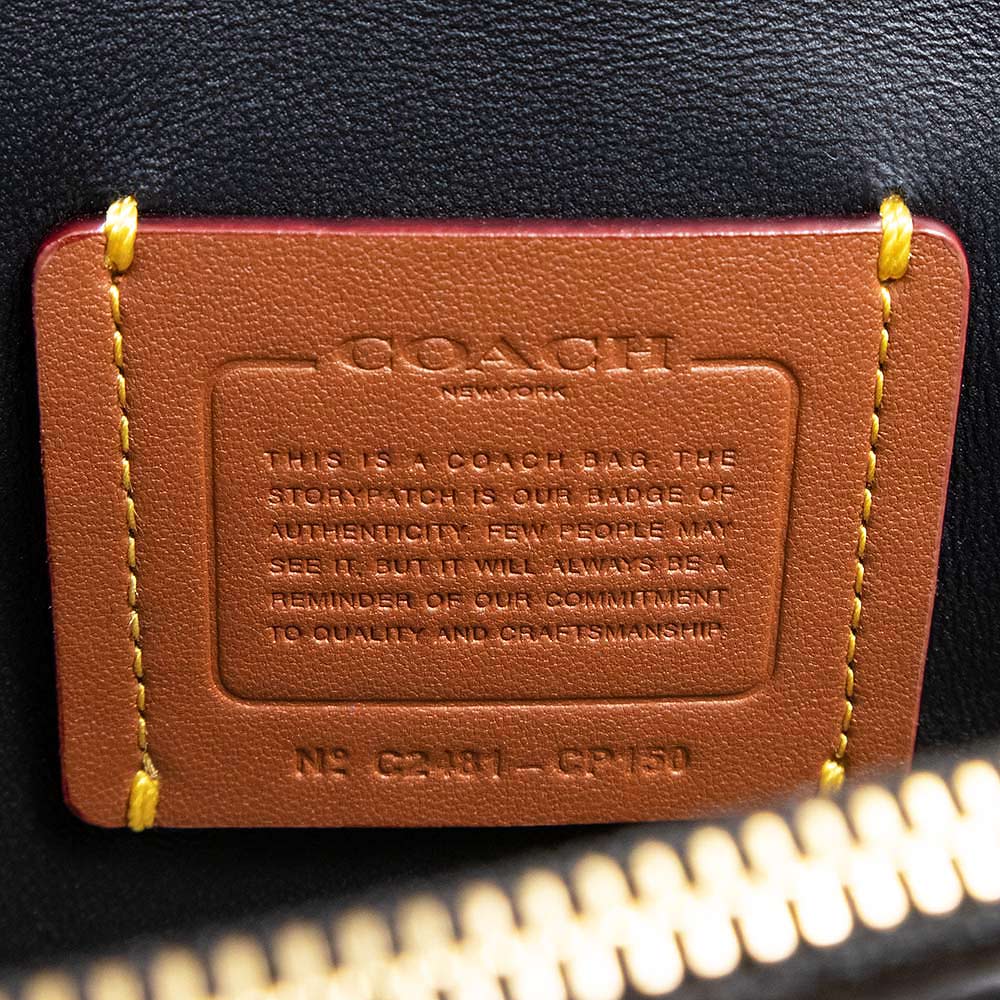 COACH
NEW YORK
THIS IS A COACH BAG. THE
STORYPATCH IS OUR BADGE OF
AUTHENTICITY. FEW PEOPLE MAY
SEE IT, BUT IT WILL ALWAYS BE A
REMINDER OF OUR COMMITMENT
TO QUALITY AND CRAFTSMANSHIP.
Nº C2481-CP150